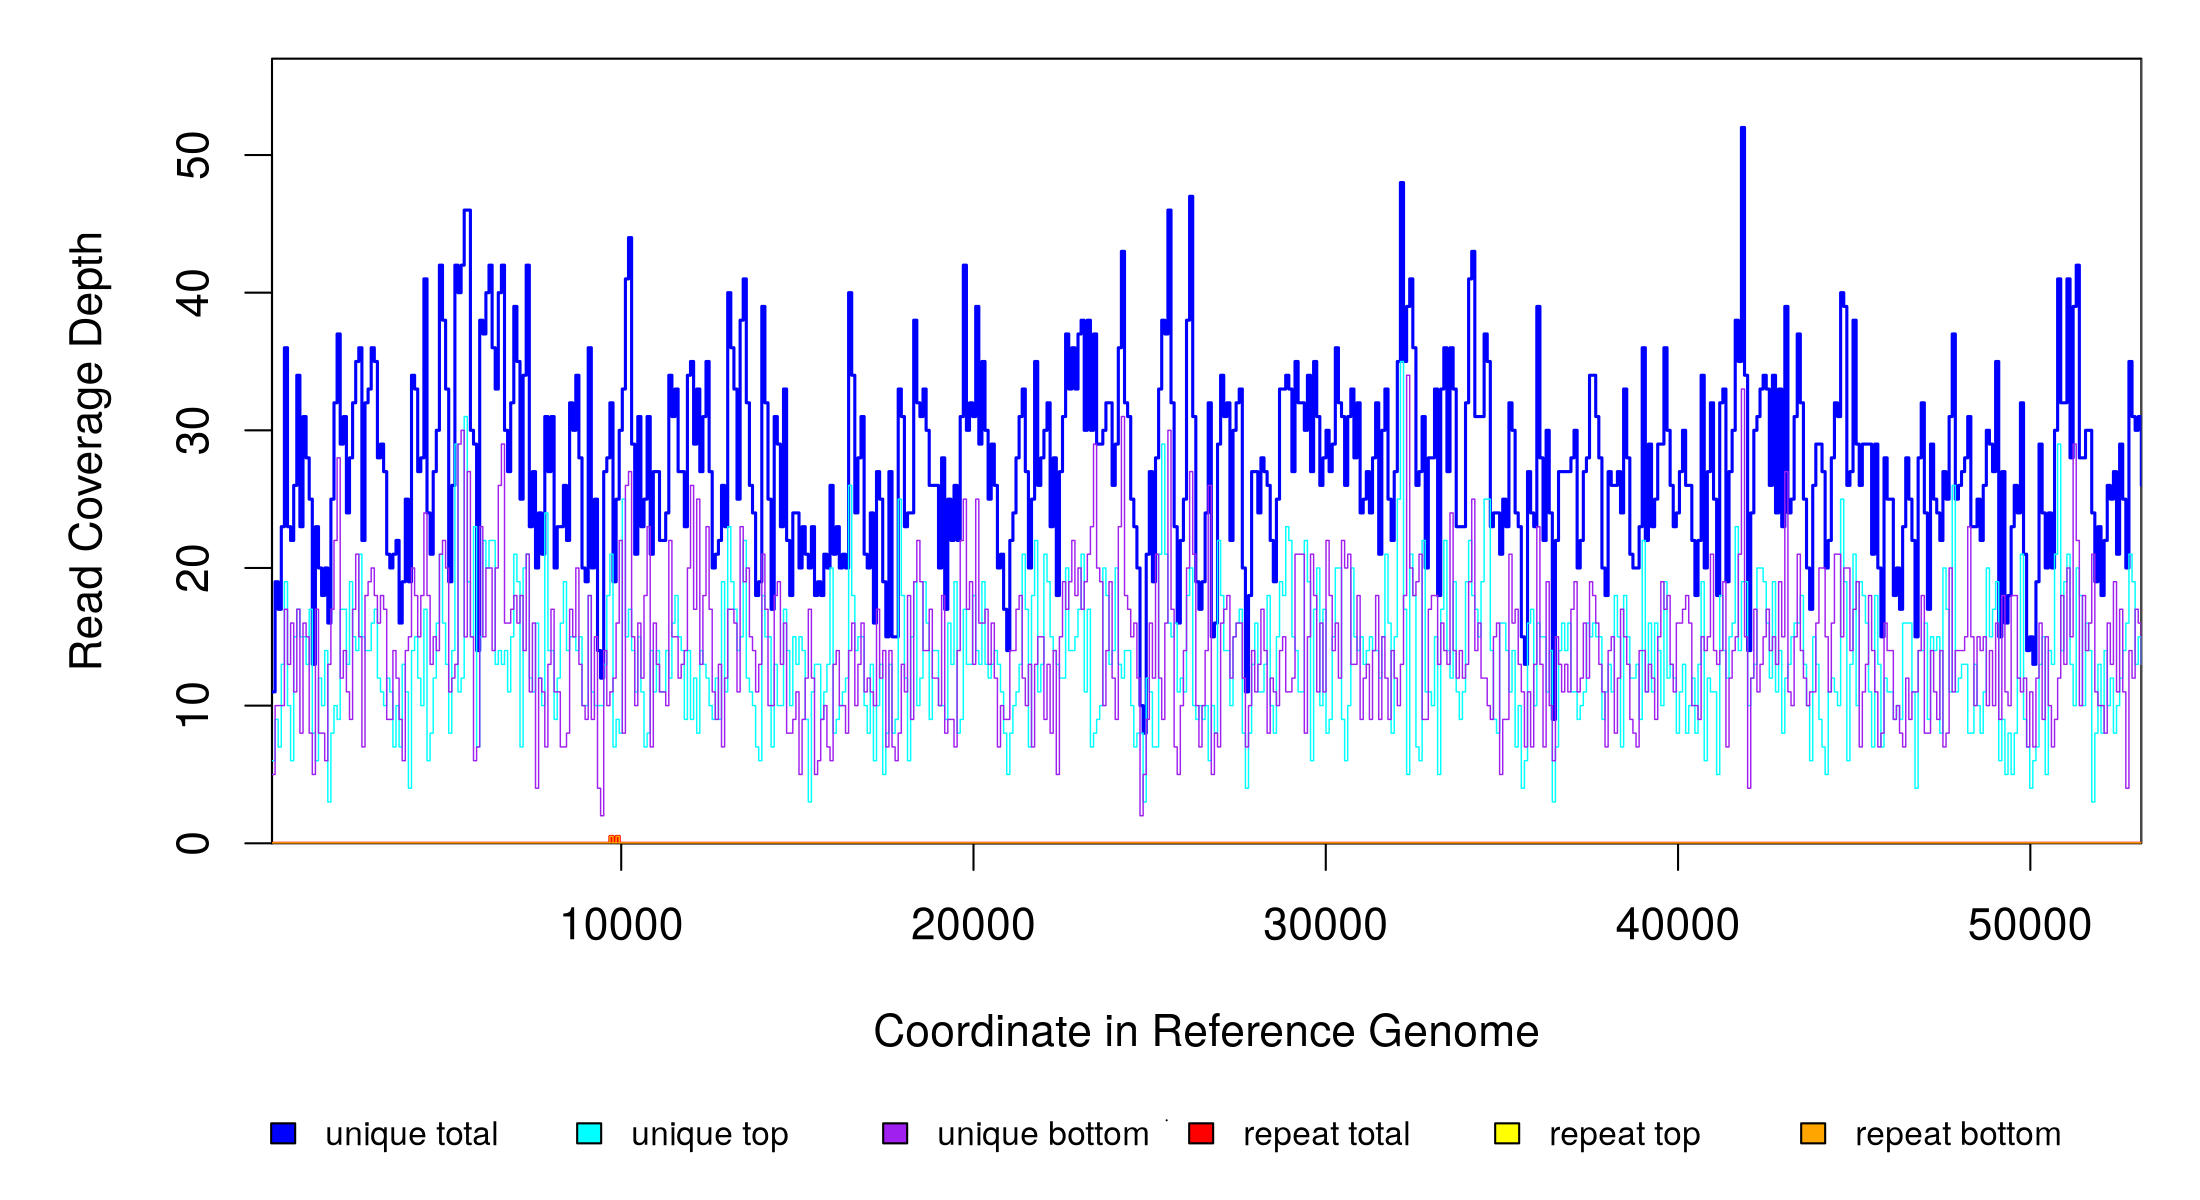 Read Coverage Depth
50
40
30
20
10
0
10000 20000 30000 40000 50000
Coordinate in Reference Genome
unique total unique top unique bottom repeat total repeat top repeat bottom